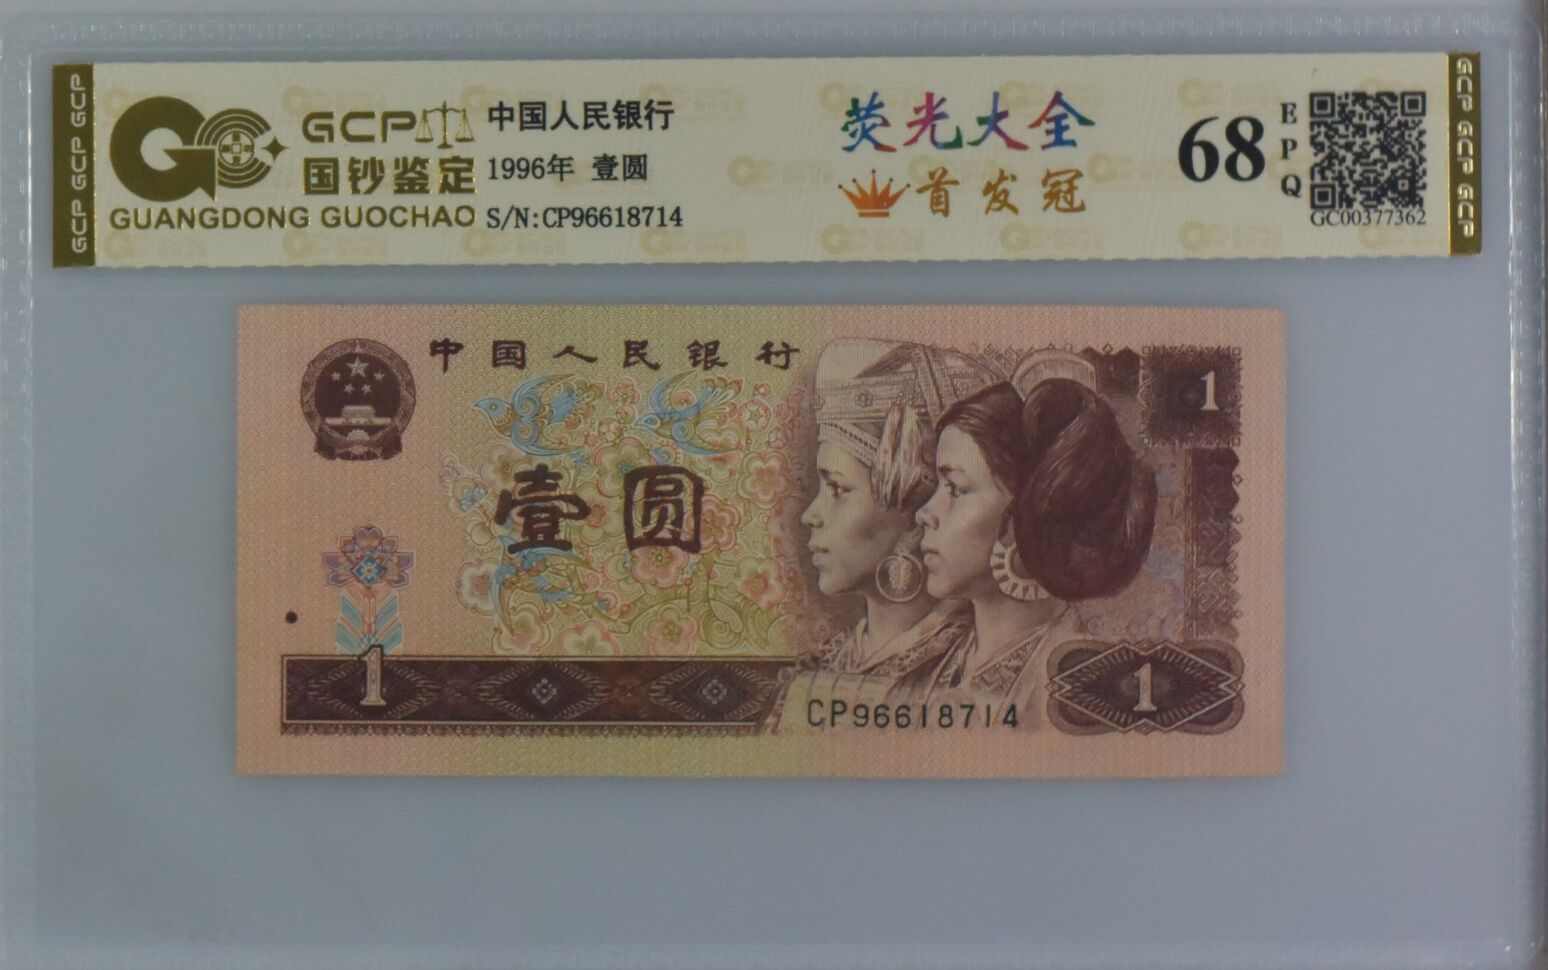 GCP GCP GCP
GCP
国钞鉴定
GUANGDONG GUOCHAO
中国人民银行
1996年 壹圆
S/N:CP96618714
荧光大全
首发冠
68
EPQ
GC00377362
GCP GCP GCP
中国人民银行
1
壹圆
1
CP96618714
1